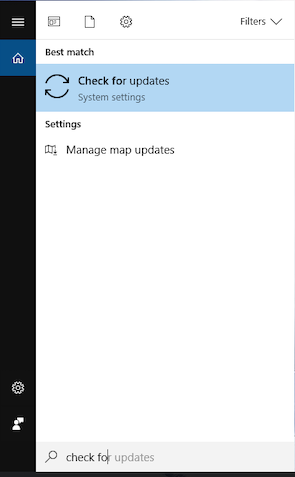 Filters
Best match
Check for updates
System settings
Settings
Manage map updates
check for updates